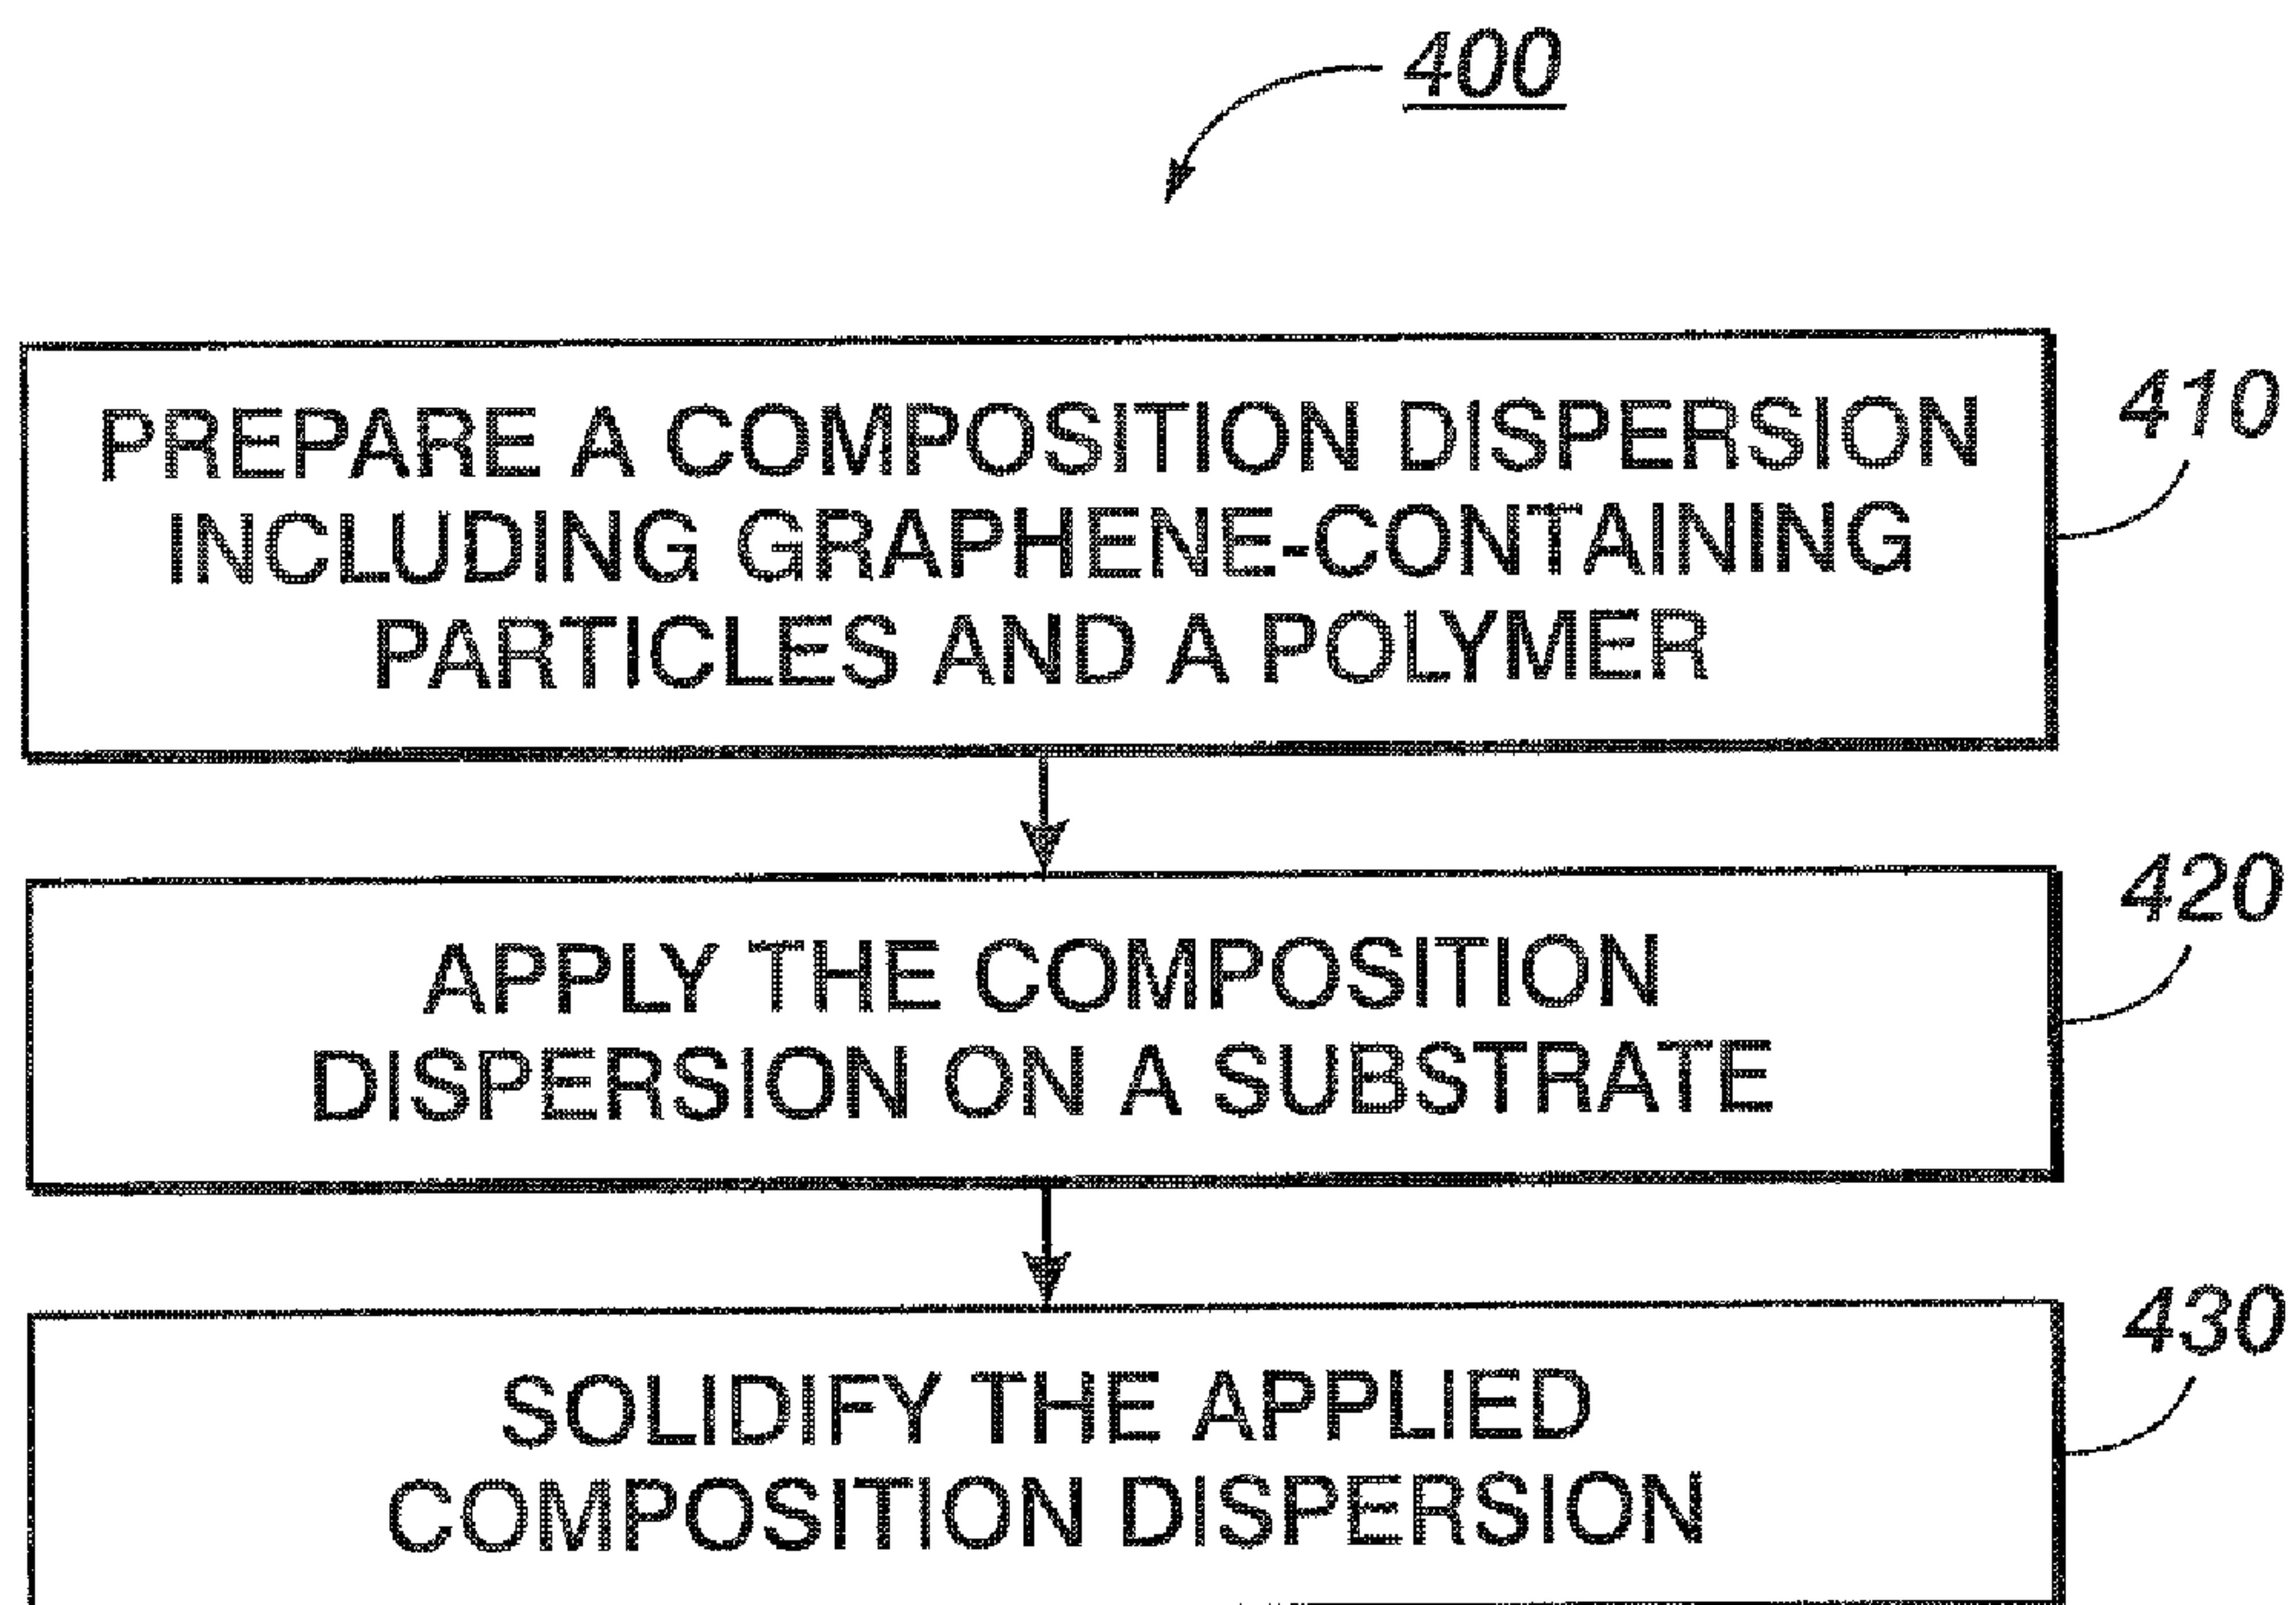 400
PREPARE A COMPOSITION DISPERSION
INCLUDING GRAPHENE-CONTAINING
PARTICLES AND A POLYMER
410
APPLY THE COMPOSITION
DISPERSION ON A SUBSTRATE
420
SOLIDIFY THE APPLIED
COMPOSITION DISPERSION
430